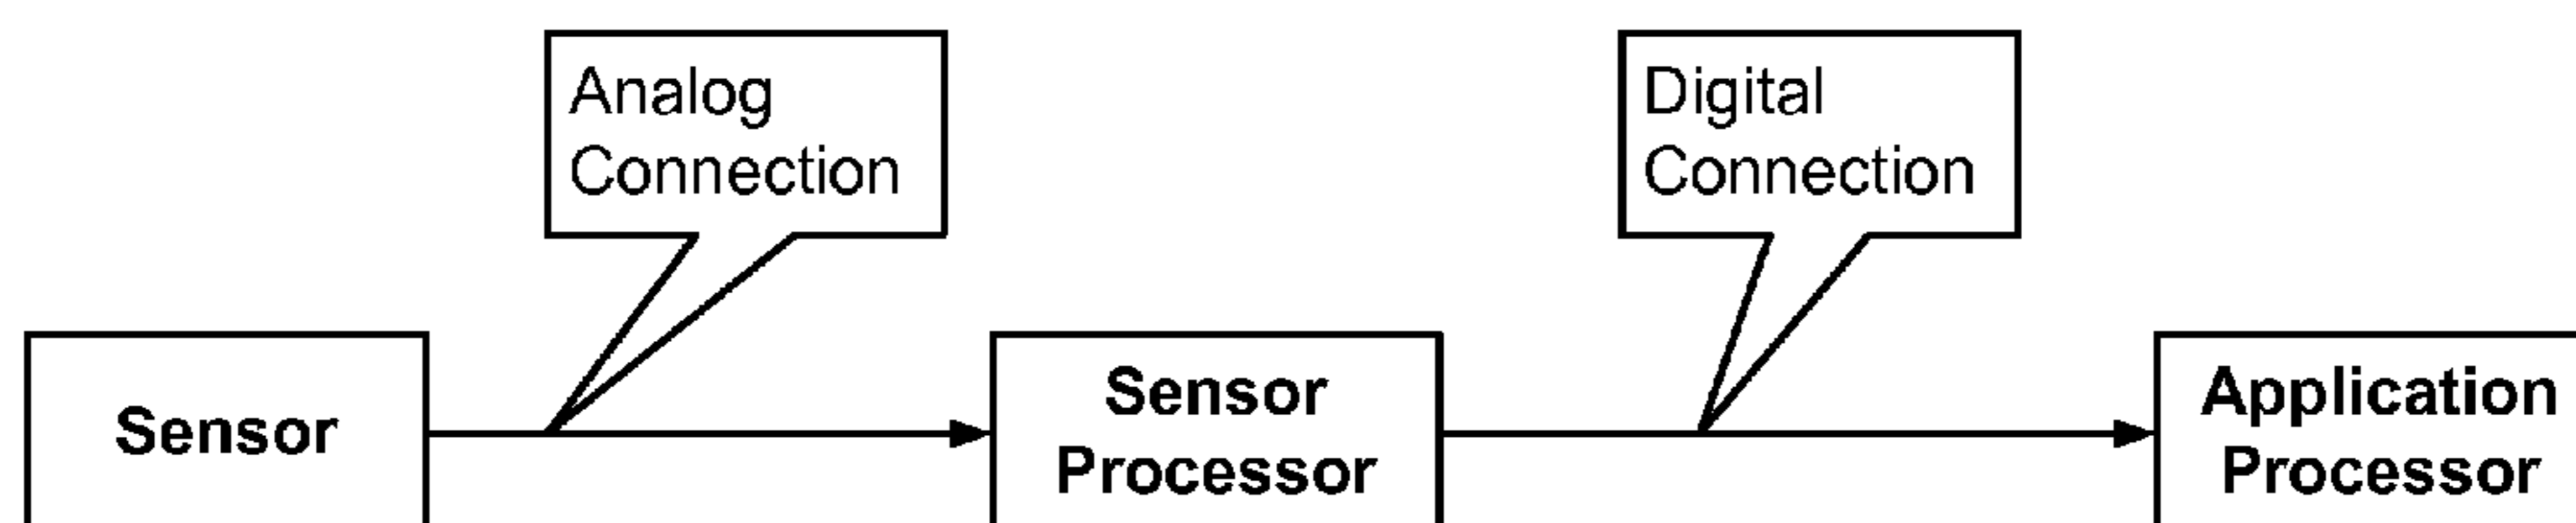 Analog
Connection
Digital
Connection
Sensor
Sensor
Processor
Application
Processor